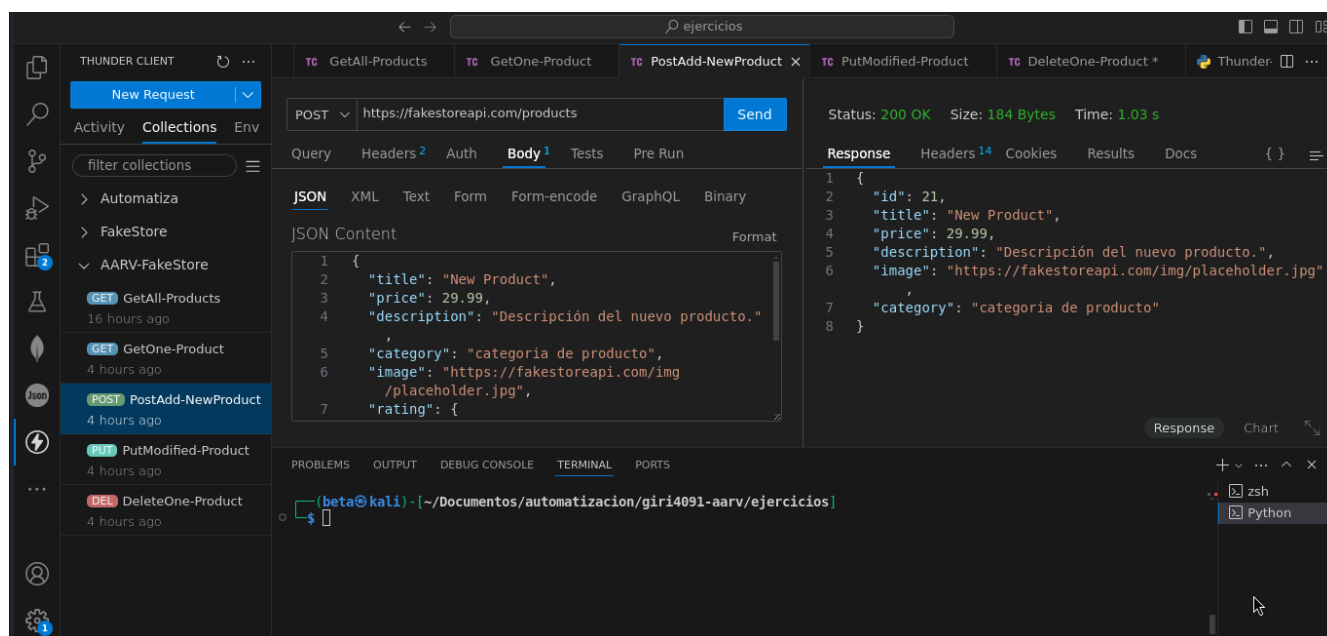 ejercicios
THUNDER CLIENT
New Request
Activity Collections Env
filter collections
Automatiza
FakeStore
AARV-FakeStore
GET GetAll-Products
16 hours ago
GET GetOne-Product
4 hours ago
POST PostAdd-NewProduct
4 hours ago
PUT PutModified-Product
4 hours ago
DEL DeleteOne-Product
4 hours ago
2
Json
1
TC GetAll-Products TC GetOne-Product TC PostAdd-NewProduct TC PutModified-Product TC DeleteOne-Product * Thunder
POST https://fakestoreapi.com/products Send
Query Headers 2 Auth Body 1 Tests Pre Run
JSON XML Text Form Form-encode GraphQL Binary
JSON Content Format
1 {
2 "title": "New Product",
3 "price": 29.99,
4 "description": "Descripción del nuevo producto."
,
5 "category": "categoria de producto",
6 "image": "https://fakestoreapi.com/img
/placeholder.jpg",
7 "rating": {
Status: 200 OK Size: 184 Bytes Time: 1.03 s
Response Headers 14 Cookies Results Docs { }
1 {
2 "id": 21,
3 "title": "New Product",
4 "price": 29.99,
5 "description": "Descripción del nuevo producto.",
6 "image": "https://fakestoreapi.com/img/placeholder.jpg"
,
7 "category": "categoria de producto"
8 }
Response Chart
PROBLEMS OUTPUT DEBUG CONSOLE TERMINAL PORTS
(beta㉿kali)-[~/Documentos/automatizacion/giri4091-aarv/ejercicios]
$
zsh
Python